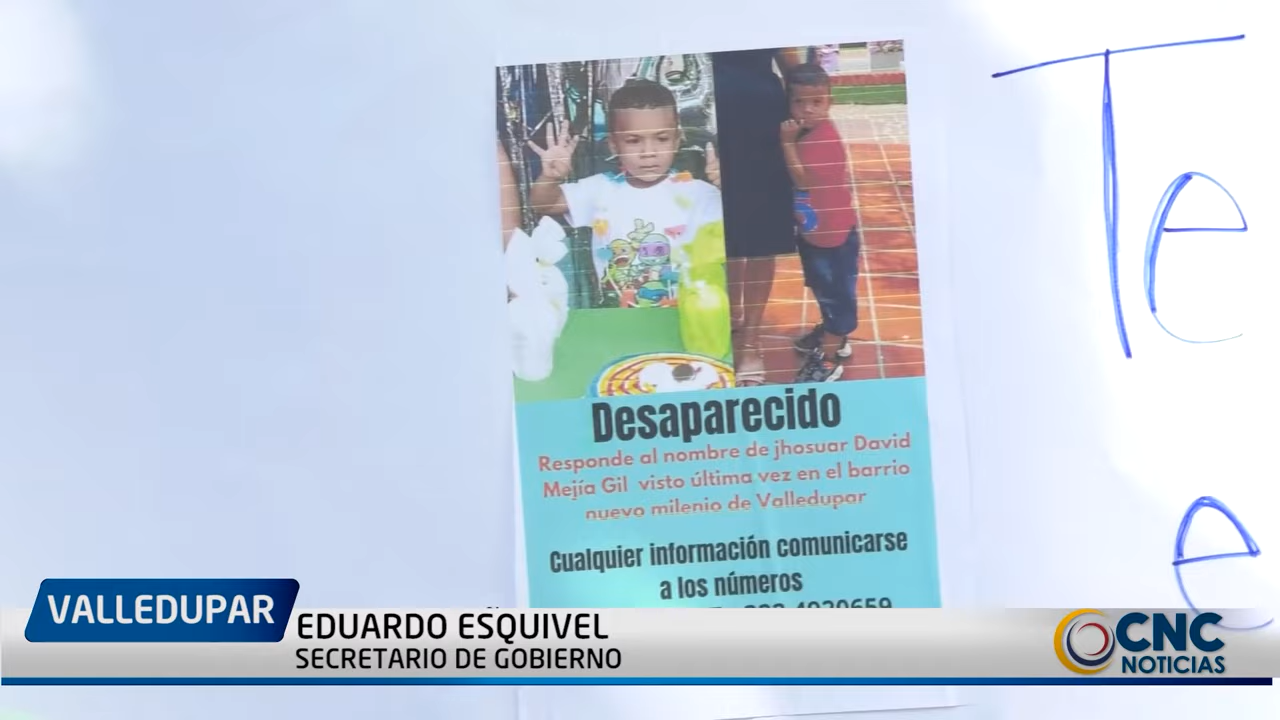 Te
e
Desaparecido
Responde al nombre de jhosuar David
Mejía Gil visto última vez en el barrio
nuevo milenio de Valledupar
Cualquier información comunicarse
a los números
VALLEDUPAR
EDUARDO ESQUIVEL
SECRETARIO DE GOBIERNO
CNC
NOTICIAS